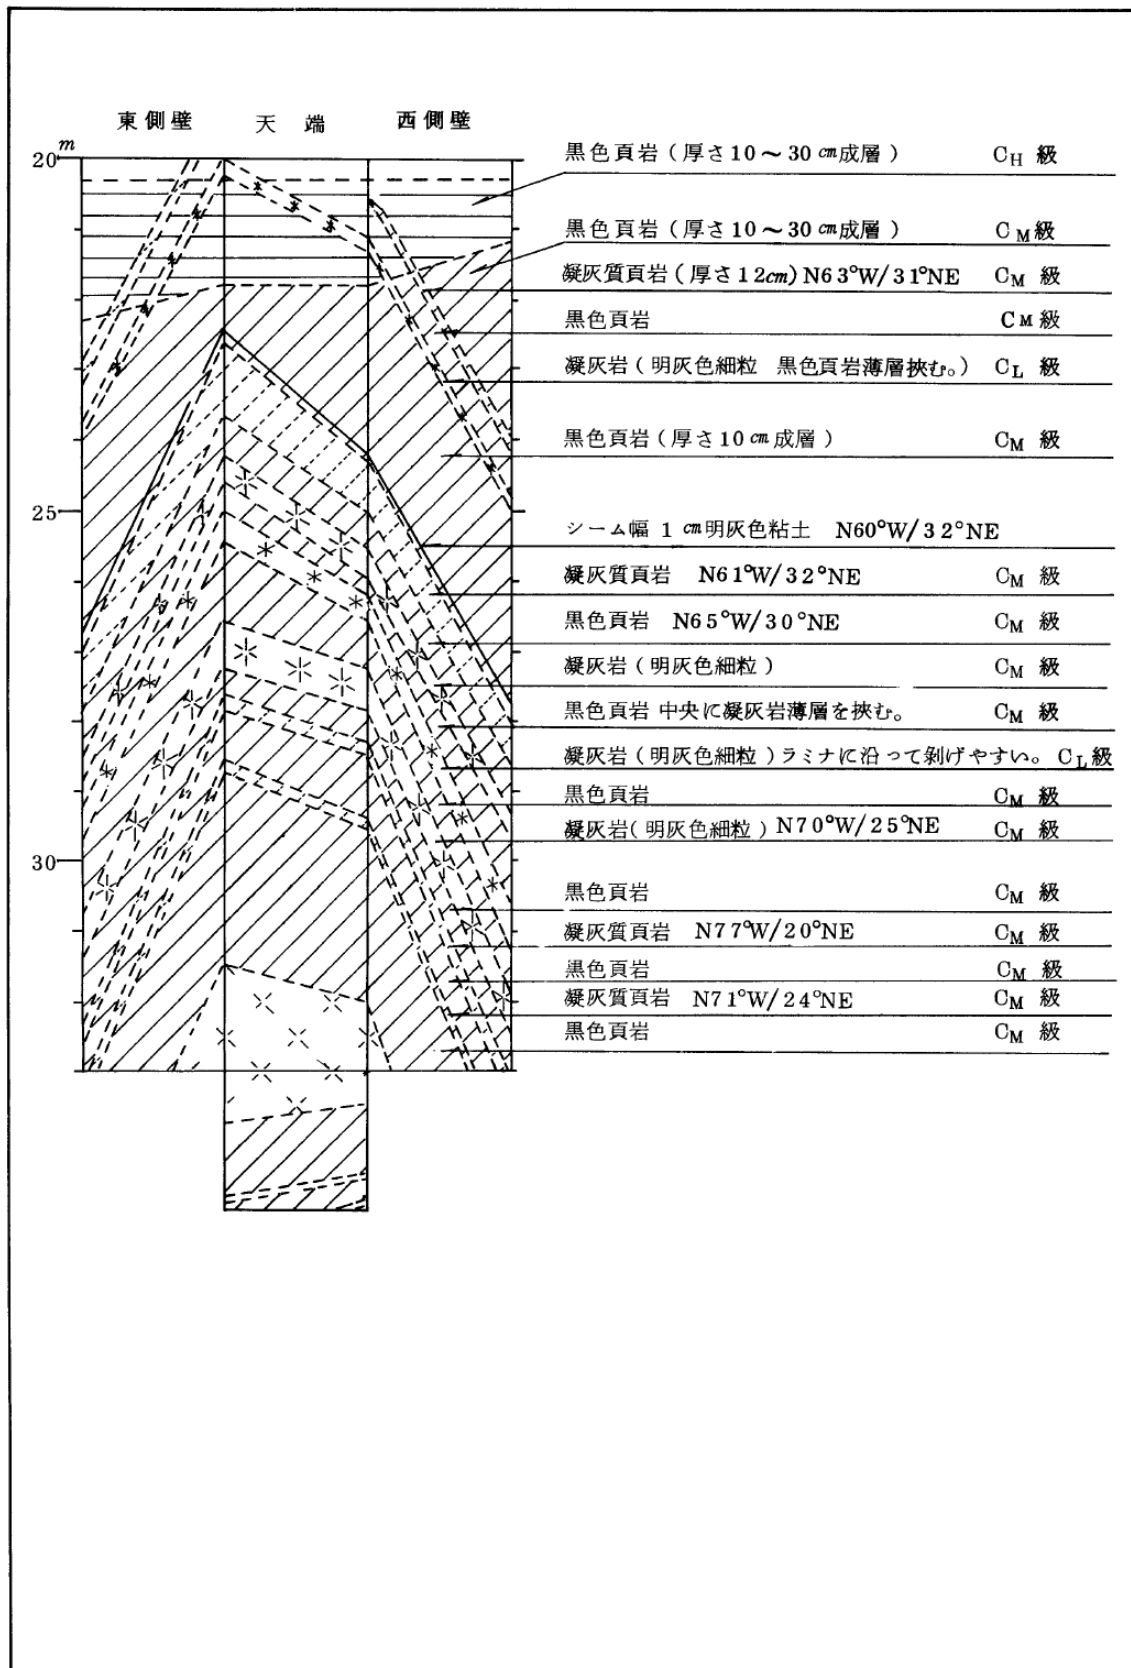 東側壁 天端 西側壁
m
20
25
30
黒色頁岩(厚さ10～30cm成層) CH級
黒色頁岩(厚さ10～30cm成層) CM級
凝灰質頁岩(厚さ12cm)N63°W/31°NE CM級
黒色頁岩 CM級
凝灰岩(明灰色細粒 黒色頁岩薄層挟む。) CL級
黒色頁岩(厚さ10cm成層) CM級
シーム幅 1cm明灰色粘土 N60°W/32°NE
凝灰質頁岩 N61°W/32°NE CM級
黒色頁岩 N65°W/30°NE CM級
凝灰岩(明灰色細粒) CM級
黒色頁岩 中央に凝灰岩薄層を挟む。 CM級
凝灰岩(明灰色細粒)ラミナに沿って剝げやすい。 CL級
黒色頁岩 CM級
凝灰岩(明灰色細粒)N70°W/25°NE CM級
黒色頁岩 CM級
凝灰質頁岩 N77°W/20°NE CM級
黒色頁岩 CM級
凝灰質頁岩 N71°W/24°NE CM級
黒色頁岩 CM級